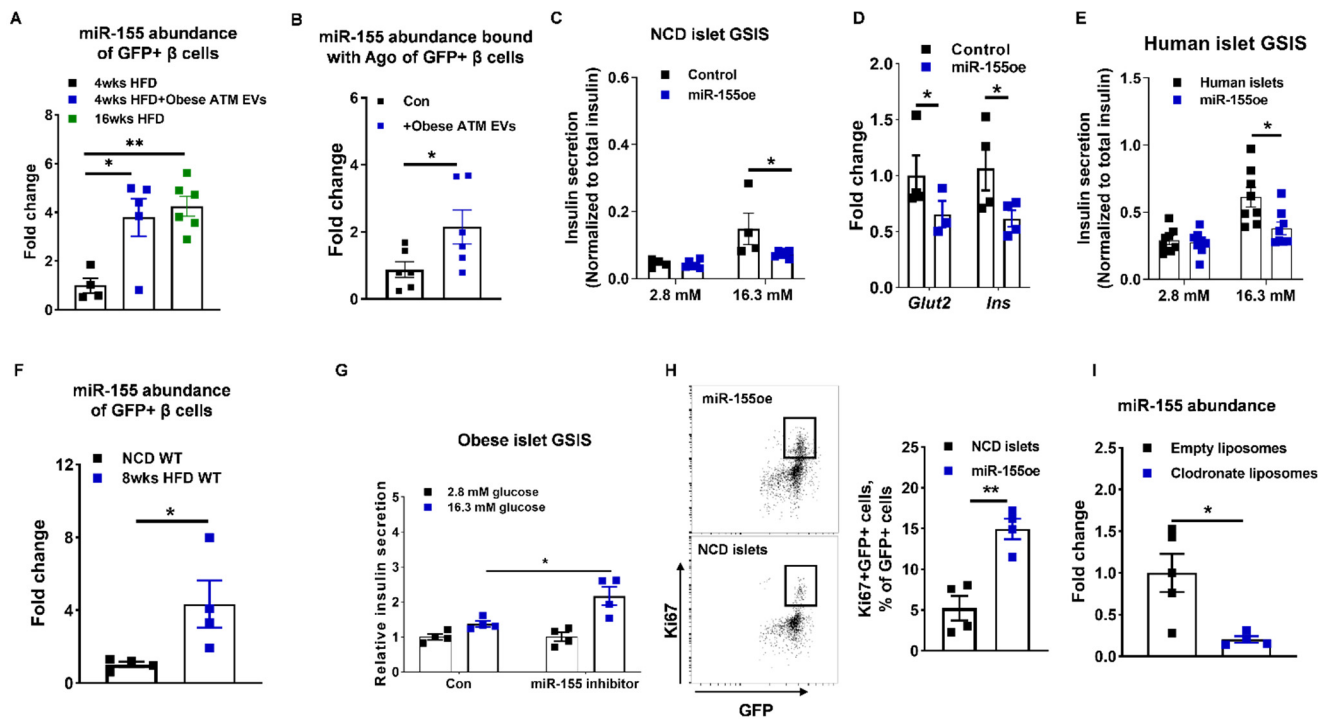 A
miR-155 abundance
of GFP+ β cells
4wks HFD
4wks HFD+Obese ATM EVs
16wks HFD
Fold change
8
6
4
2
0
*
**
B
miR-155 abundance bound
with Ago of GFP+ β cells
Con
+Obese ATM EVs
Fold change
6
4
2
0
*
C
NCD islet GSIS
Control
miR-155oe
Insulin secretion
(Normalized to total insulin)
0.6
0.4
0.2
0.0
*
2.8 mM
16.3 mM
D
Control
miR-155oe
Fold change
2.0
1.5
1.0
0.5
0.0
*
*
Glut2
Ins
E
Human islet GSIS
Human islets
miR-155oe
Insulin secretion
(Normalized to total insulin)
1.5
1.0
0.5
0.0
*
2.8 mM
16.3 mM
F
miR-155 abundance
of GFP+ β cells
NCD WT
8wks HFD WT
Fold change
12
8
4
0
*
G
Obese islet GSIS
2.8 mM glucose
16.3 mM glucose
Relative insulin secretion
5
4
3
2
1
0
*
Con
miR-155 inhibitor
H
miR-155oe
NCD islets
Ki67
GFP
NCD islets
miR-155oe
Ki67+GFP+ cells,
% of GFP+ cells
25
20
15
10
5
0
**
I
miR-155 abundance
Empty liposomes
Clodronate liposomes
Fold change
2.5
2.0
1.5
1.0
0.5
0.0
*